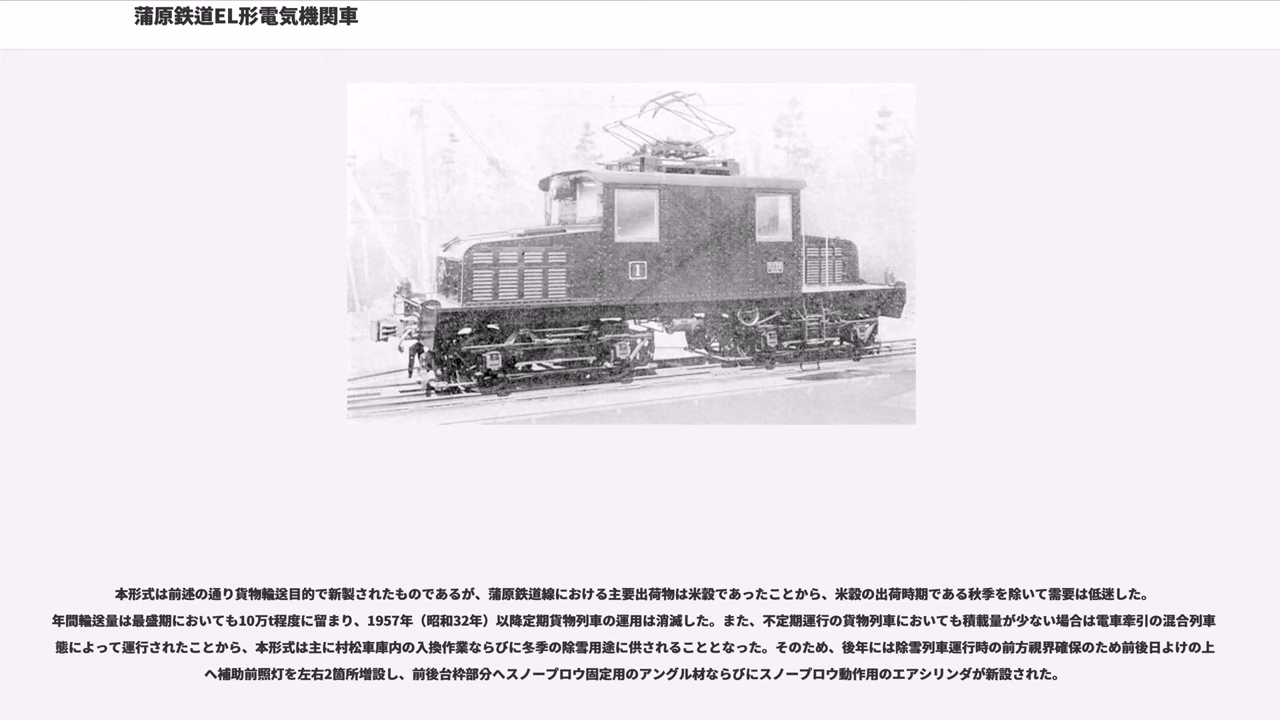 蒲原鉄道EL形電気機関車
1
本形式は前述の通り貨物輸送目的で新製されたものであるが、蒲原鉄道線における主要出荷物は米穀であったことから、米穀の出荷時期である秋季を除いて需要は低迷した。
年間輸送量は最盛期においても10万t程度に留まり、1957年（昭和32年）以降定期貨物列車の運用は消滅した。また、不定期運行の貨物列車においても積載量が少ない場合は電車牽引の混合列車
態によって運行されたことから、本形式は主に村松車庫内の入換作業ならびに冬季の除雪用途に供されることとなった。そのため、後年には除雪列車運行時の前方視界確保のため前後日よけの上
へ補助前照灯を左右2箇所増設し、前後台枠部分へスノープロウ固定用のアングル材ならびにスノープロウ動作用のエアシリンダが新設された。